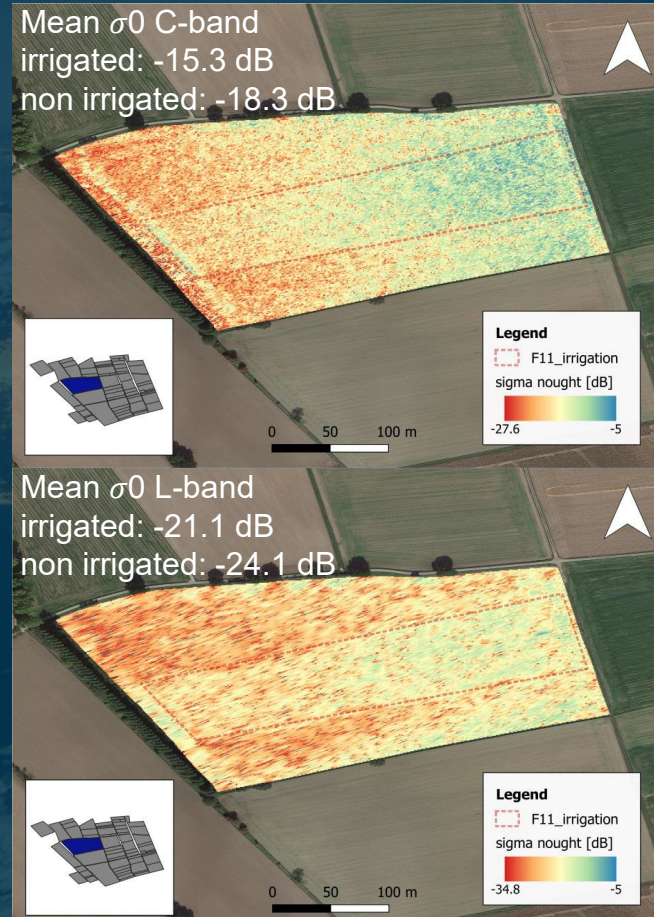 Mean σ0 C-band
irrigated: -15.3 dB
non irrigated: -18.3 dB
Legend
F11_irrigation
sigma nought [dB]
-27.6 -5
0 50 100 m
Mean σ0 L-band
irrigated: -21.1 dB
non irrigated: -24.1 dB
Legend
F11_irrigation
sigma nought [dB]
-34.8 -5
0 50 100 m